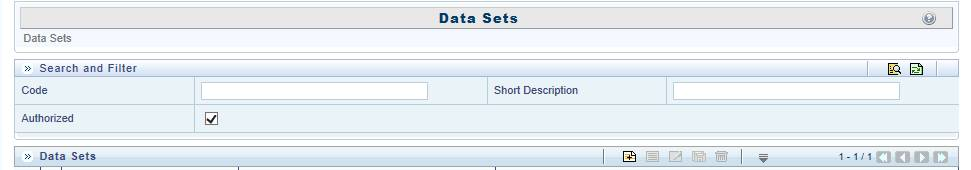 Data Sets
Data Sets
» Search and Filter
Code Short Description
Authorized
» Data Sets 1 - 1 / 1